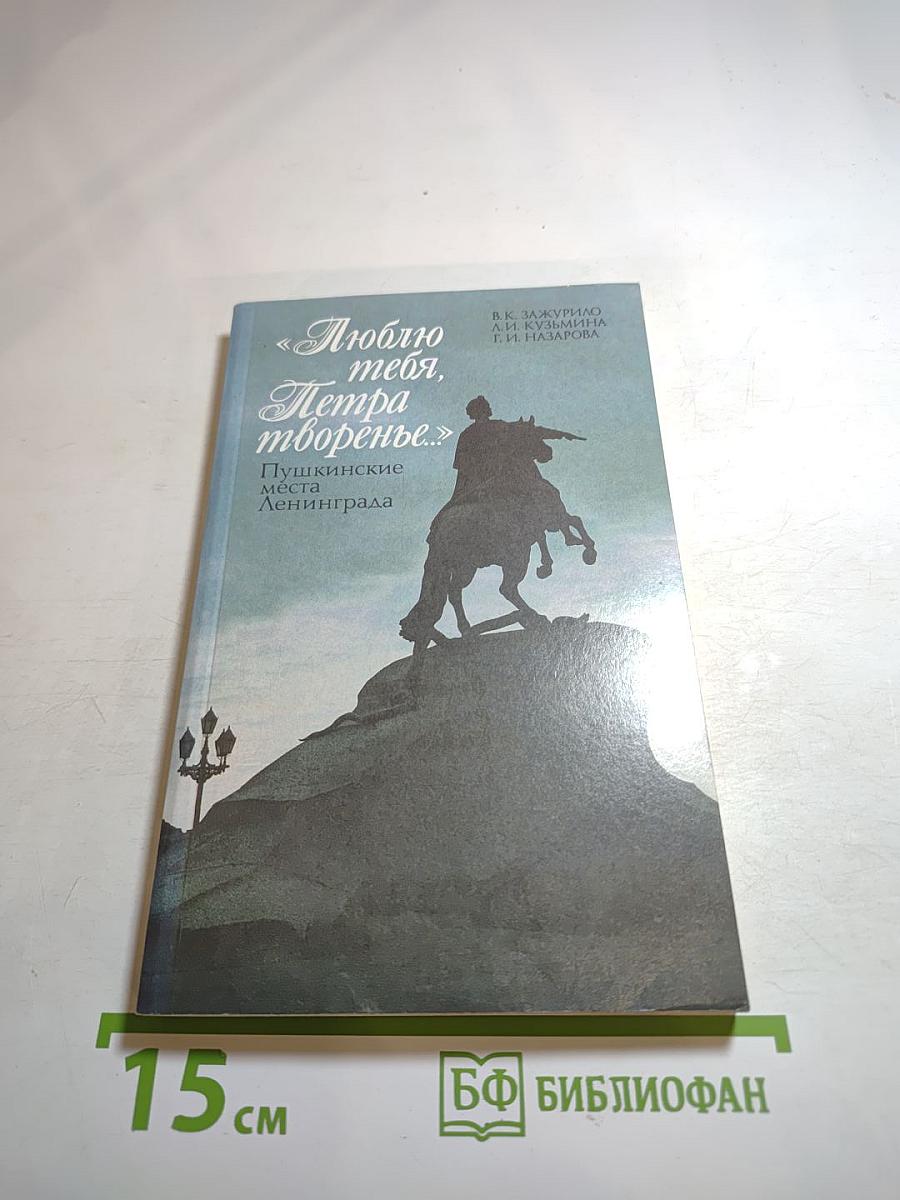 В.К. ЗАЖУРИЛО
Л.И. КУЗЬМИНА
Г.И. НАЗАРОВА
«Люблю
тебя,
Петра
творенье...»
Пушкинские
места
Ленинграда
15 см
БФ БИБЛИОФАН